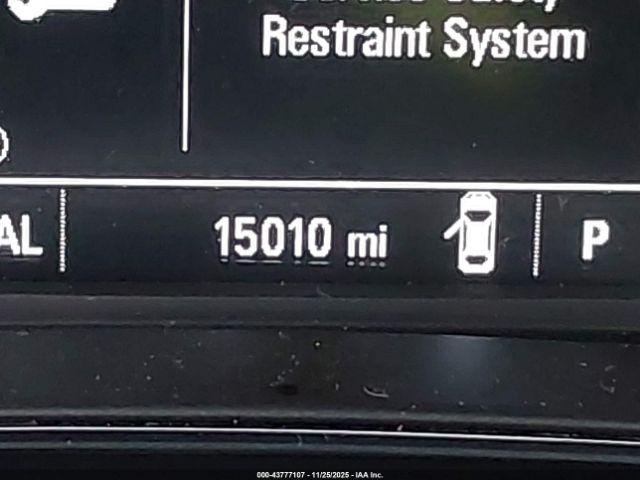 Restraint System
AL
15010 mi
P
000-43777107 - 11/25/2025 - IAA Inc.